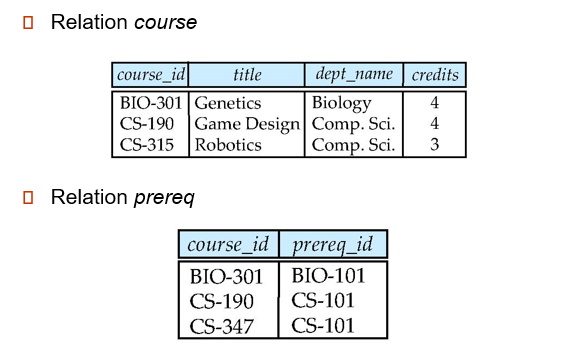 Relation course
course_id title dept_name credits
BIO-301 Genetics Biology 4
CS-190 Game Design Comp. Sci. 4
CS-315 Robotics Comp. Sci. 3
Relation prereq
course_id prereq_id
BIO-301 BIO-101
CS-190 CS-101
CS-347 CS-101